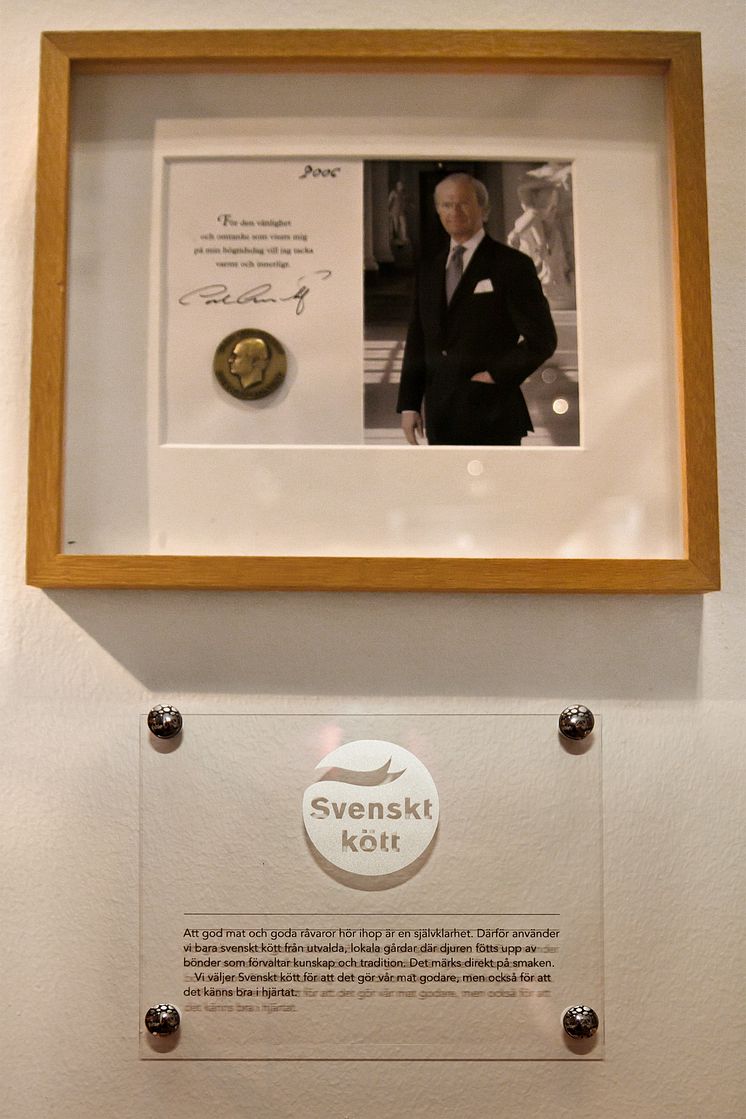 2006
För den vänlighet
och omtanke som visats mig
på min högtidsdag vill jag tacka
varmt och innerligt.
Svenskt
kött
Att god mat och goda råvaror hör ihop är en självklarhet. Därför använder
vi bara svenskt kött från utvalda, lokala gårdar där djuren fötts upp av
bönder som förvaltar kunskap och tradition. Det märks direkt på smaken.
Vi väljer Svenskt kött för att det gör vår mat godare, men också för att
det känns bra i hjärtat.